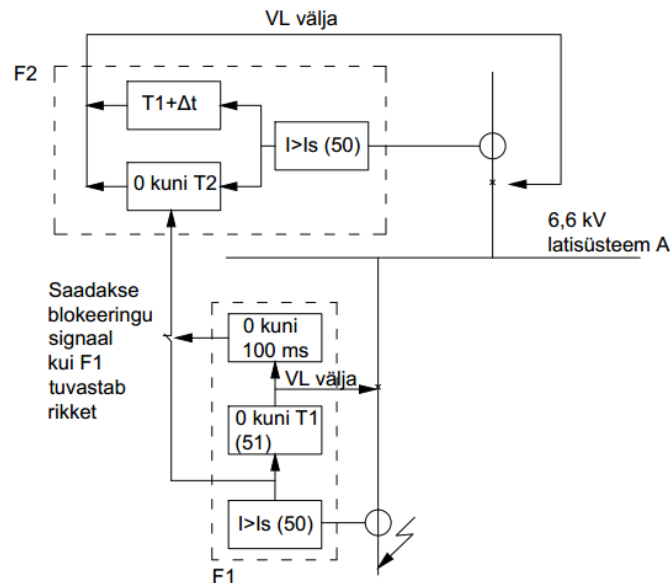 VL välja
F2
T1+Δt
I>Is (50)
0 kuni T2
6,6 kV
latisüsteem A
Saadakse
blokeeringu
signaal
kui F1
tuvastab
rikket
0 kuni
100 ms
VL välja
0 kuni T1
(51)
I>Is (50)
F1